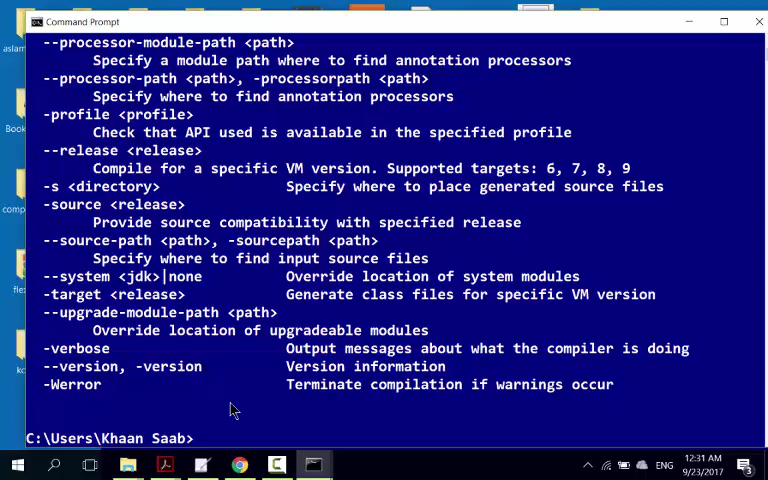 Command Prompt
--processor-module-path <path>
Specify a module path where to find annotation processors
--processor-path <path>, -processorpath <path>
Specify where to find annotation processors
-profile <profile>
Check that API used is available in the specified profile
--release <release>
Compile for a specific VM version. Supported targets: 6, 7, 8, 9
-s <directory> Specify where to place generated source files
-source <release>
Provide source compatibility with specified release
--source-path <path>, -sourcepath <path>
Specify where to find input source files
--system <jdk>|none Override location of system modules
-target <release> Generate class files for specific VM version
--upgrade-module-path <path>
Override location of upgradeable modules
-verbose Output messages about what the compiler is doing
--version, -version Version information
-Werror Terminate compilation if warnings occur
C:\Users\Khaan Saab>
aslam
Book
comp
fle
ENG
12:31 AM
9/23/2017
3